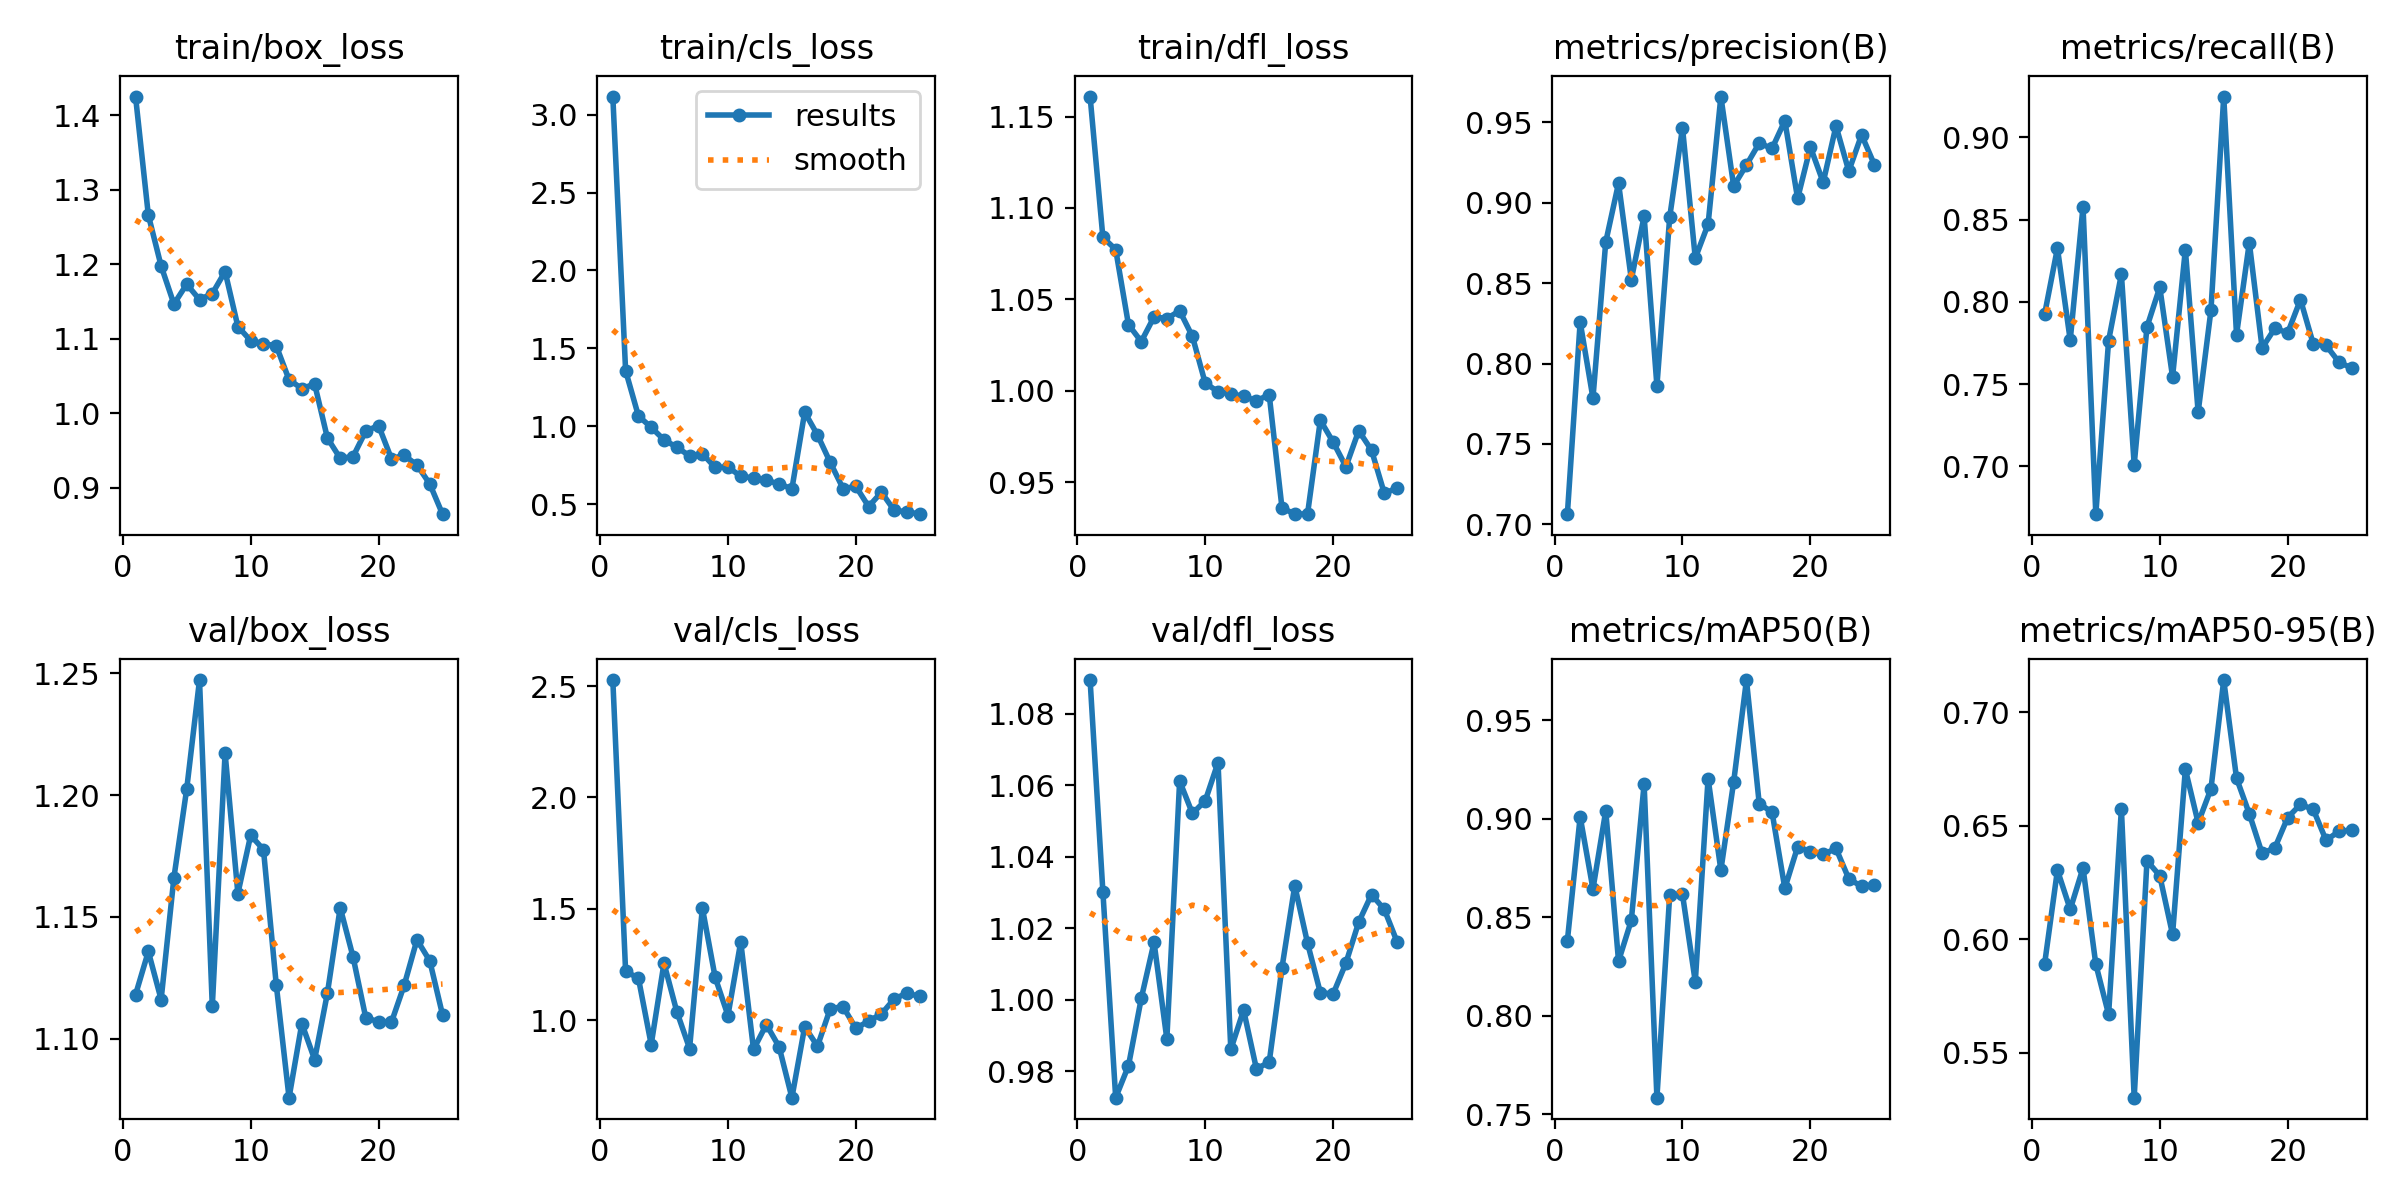 train/box_loss
train/cls_loss
train/dfl_loss
metrics/precision(B)
metrics/recall(B)
1.4
1.3
1.2
1.1
1.0
0.9
0 10 20
3.0
2.5
2.0
1.5
1.0
0.5
0 10 20
results
smooth
1.15
1.10
1.05
1.00
0.95
0 10 20
0.95
0.90
0.85
0.80
0.75
0.70
0 10 20
0.90
0.85
0.80
0.75
0.70
0 10 20
val/box_loss
val/cls_loss
val/dfl_loss
metrics/mAP50(B)
metrics/mAP50-95(B)
1.25
1.20
1.15
1.10
0 10 20
2.5
2.0
1.5
1.0
0 10 20
1.08
1.06
1.04
1.02
1.00
0.98
0 10 20
0.95
0.90
0.85
0.80
0.75
0 10 20
0.70
0.65
0.60
0.55
0 10 20